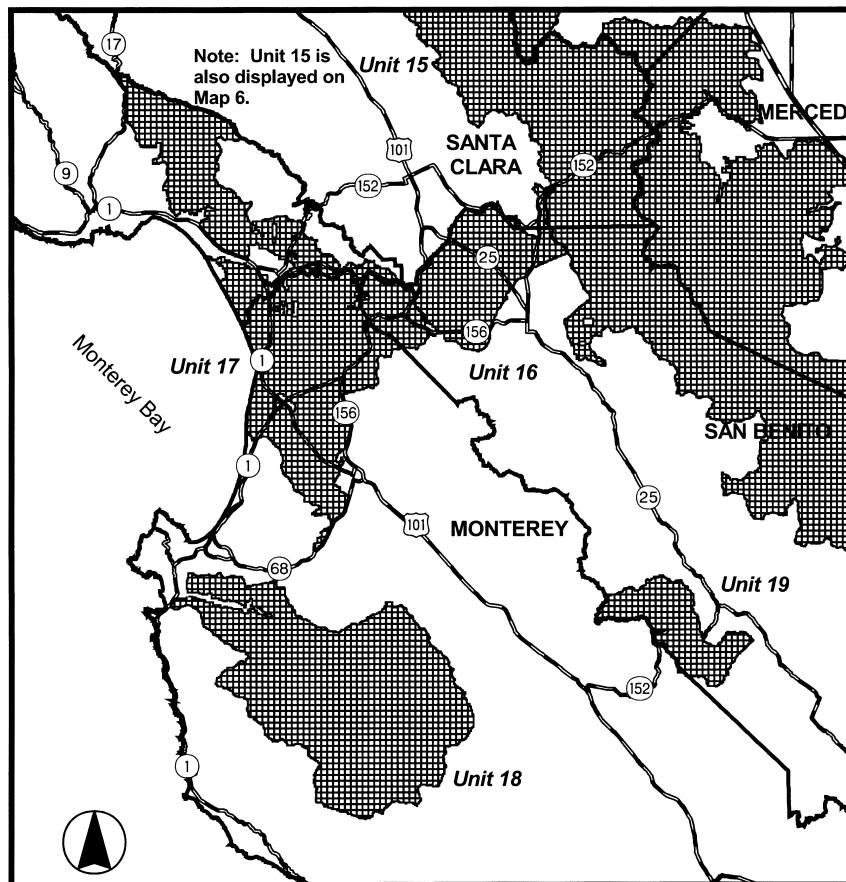 17
Note: Unit 15 is
also displayed on
Map 6.
Unit 15
MERCED
101
SANTA
CLARA
152
9
152
1
25
156
Monterey Bay
Unit 17
1
Unit 16
156
SAN BENITO
1
25
101
MONTEREY
68
Unit 19
152
1
Unit 18